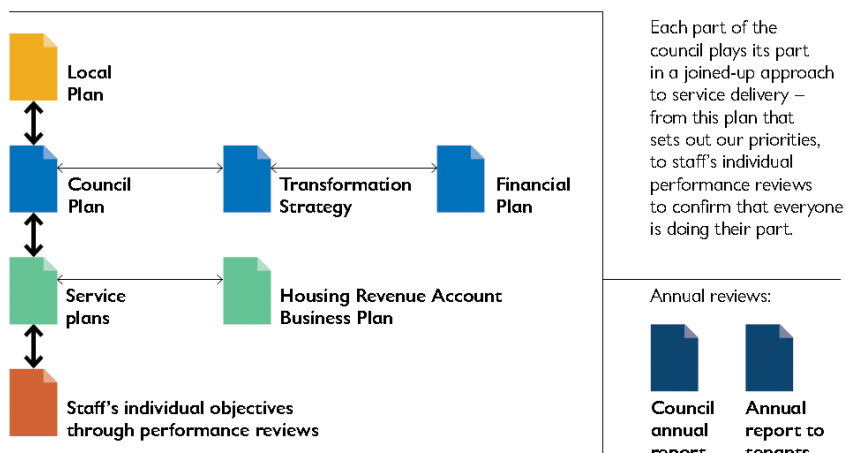 Local
Plan
Council
Plan
Transformation
Strategy
Financial
Plan
Service
plans
Housing Revenue Account
Business Plan
Staff's individual objectives
through performance reviews
Each part of the
council plays its part
in a joined-up approach
to service delivery –
from this plan that
sets out our priorities,
to staff's individual
performance reviews
to confirm that everyone
is doing their part.
Annual reviews:
Council
annual
report
Annual
report to
tenants